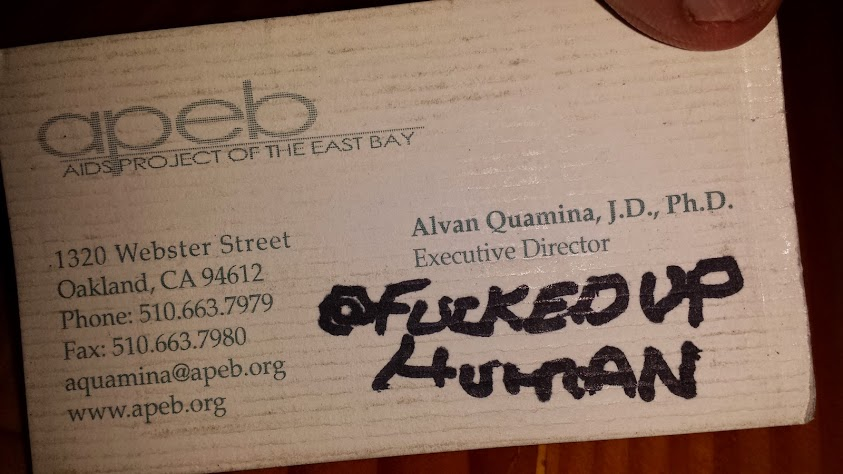 apeb
AIDS PROJECT OF THE EAST BAY
Alvan Quamina, J.D., Ph.D.
Executive Director
1320 Webster Street
Oakland, CA 94612
Phone: 510.663.7979
Fax: 510.663.7980
aquamina@apeb.org
www.apeb.org
@FUCKED UP
HUMAN